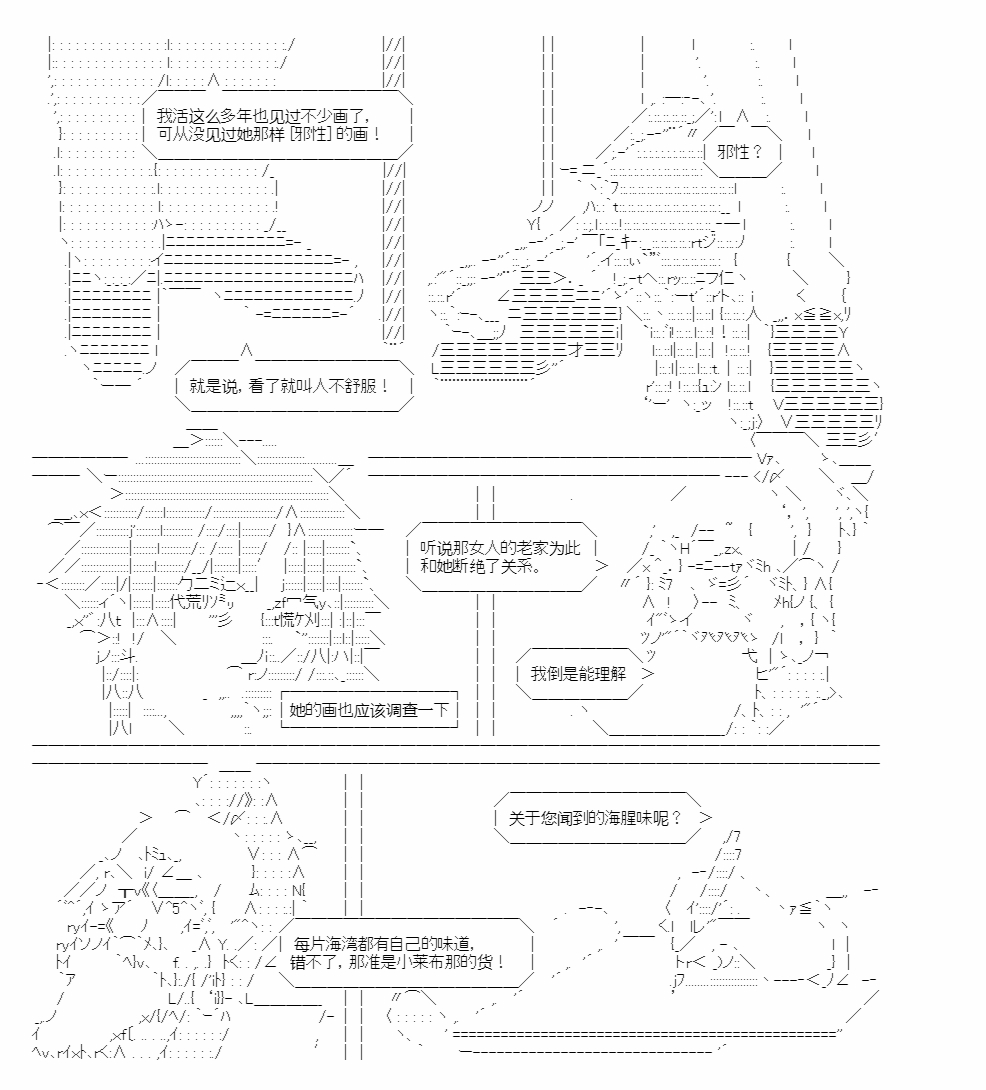 我活这么多年也见过不少画了，
可从没见过她那样［邪性］的画！
邪性？
就是说，看了就叫人不舒服！
听说那女人的老家为此
和她断绝了关系。
我倒是能理解
她的画也应该调查一下
关于您闻到的海腥味呢？
每片海湾都有自己的味道，
错不了，那准是小莱布那的货！